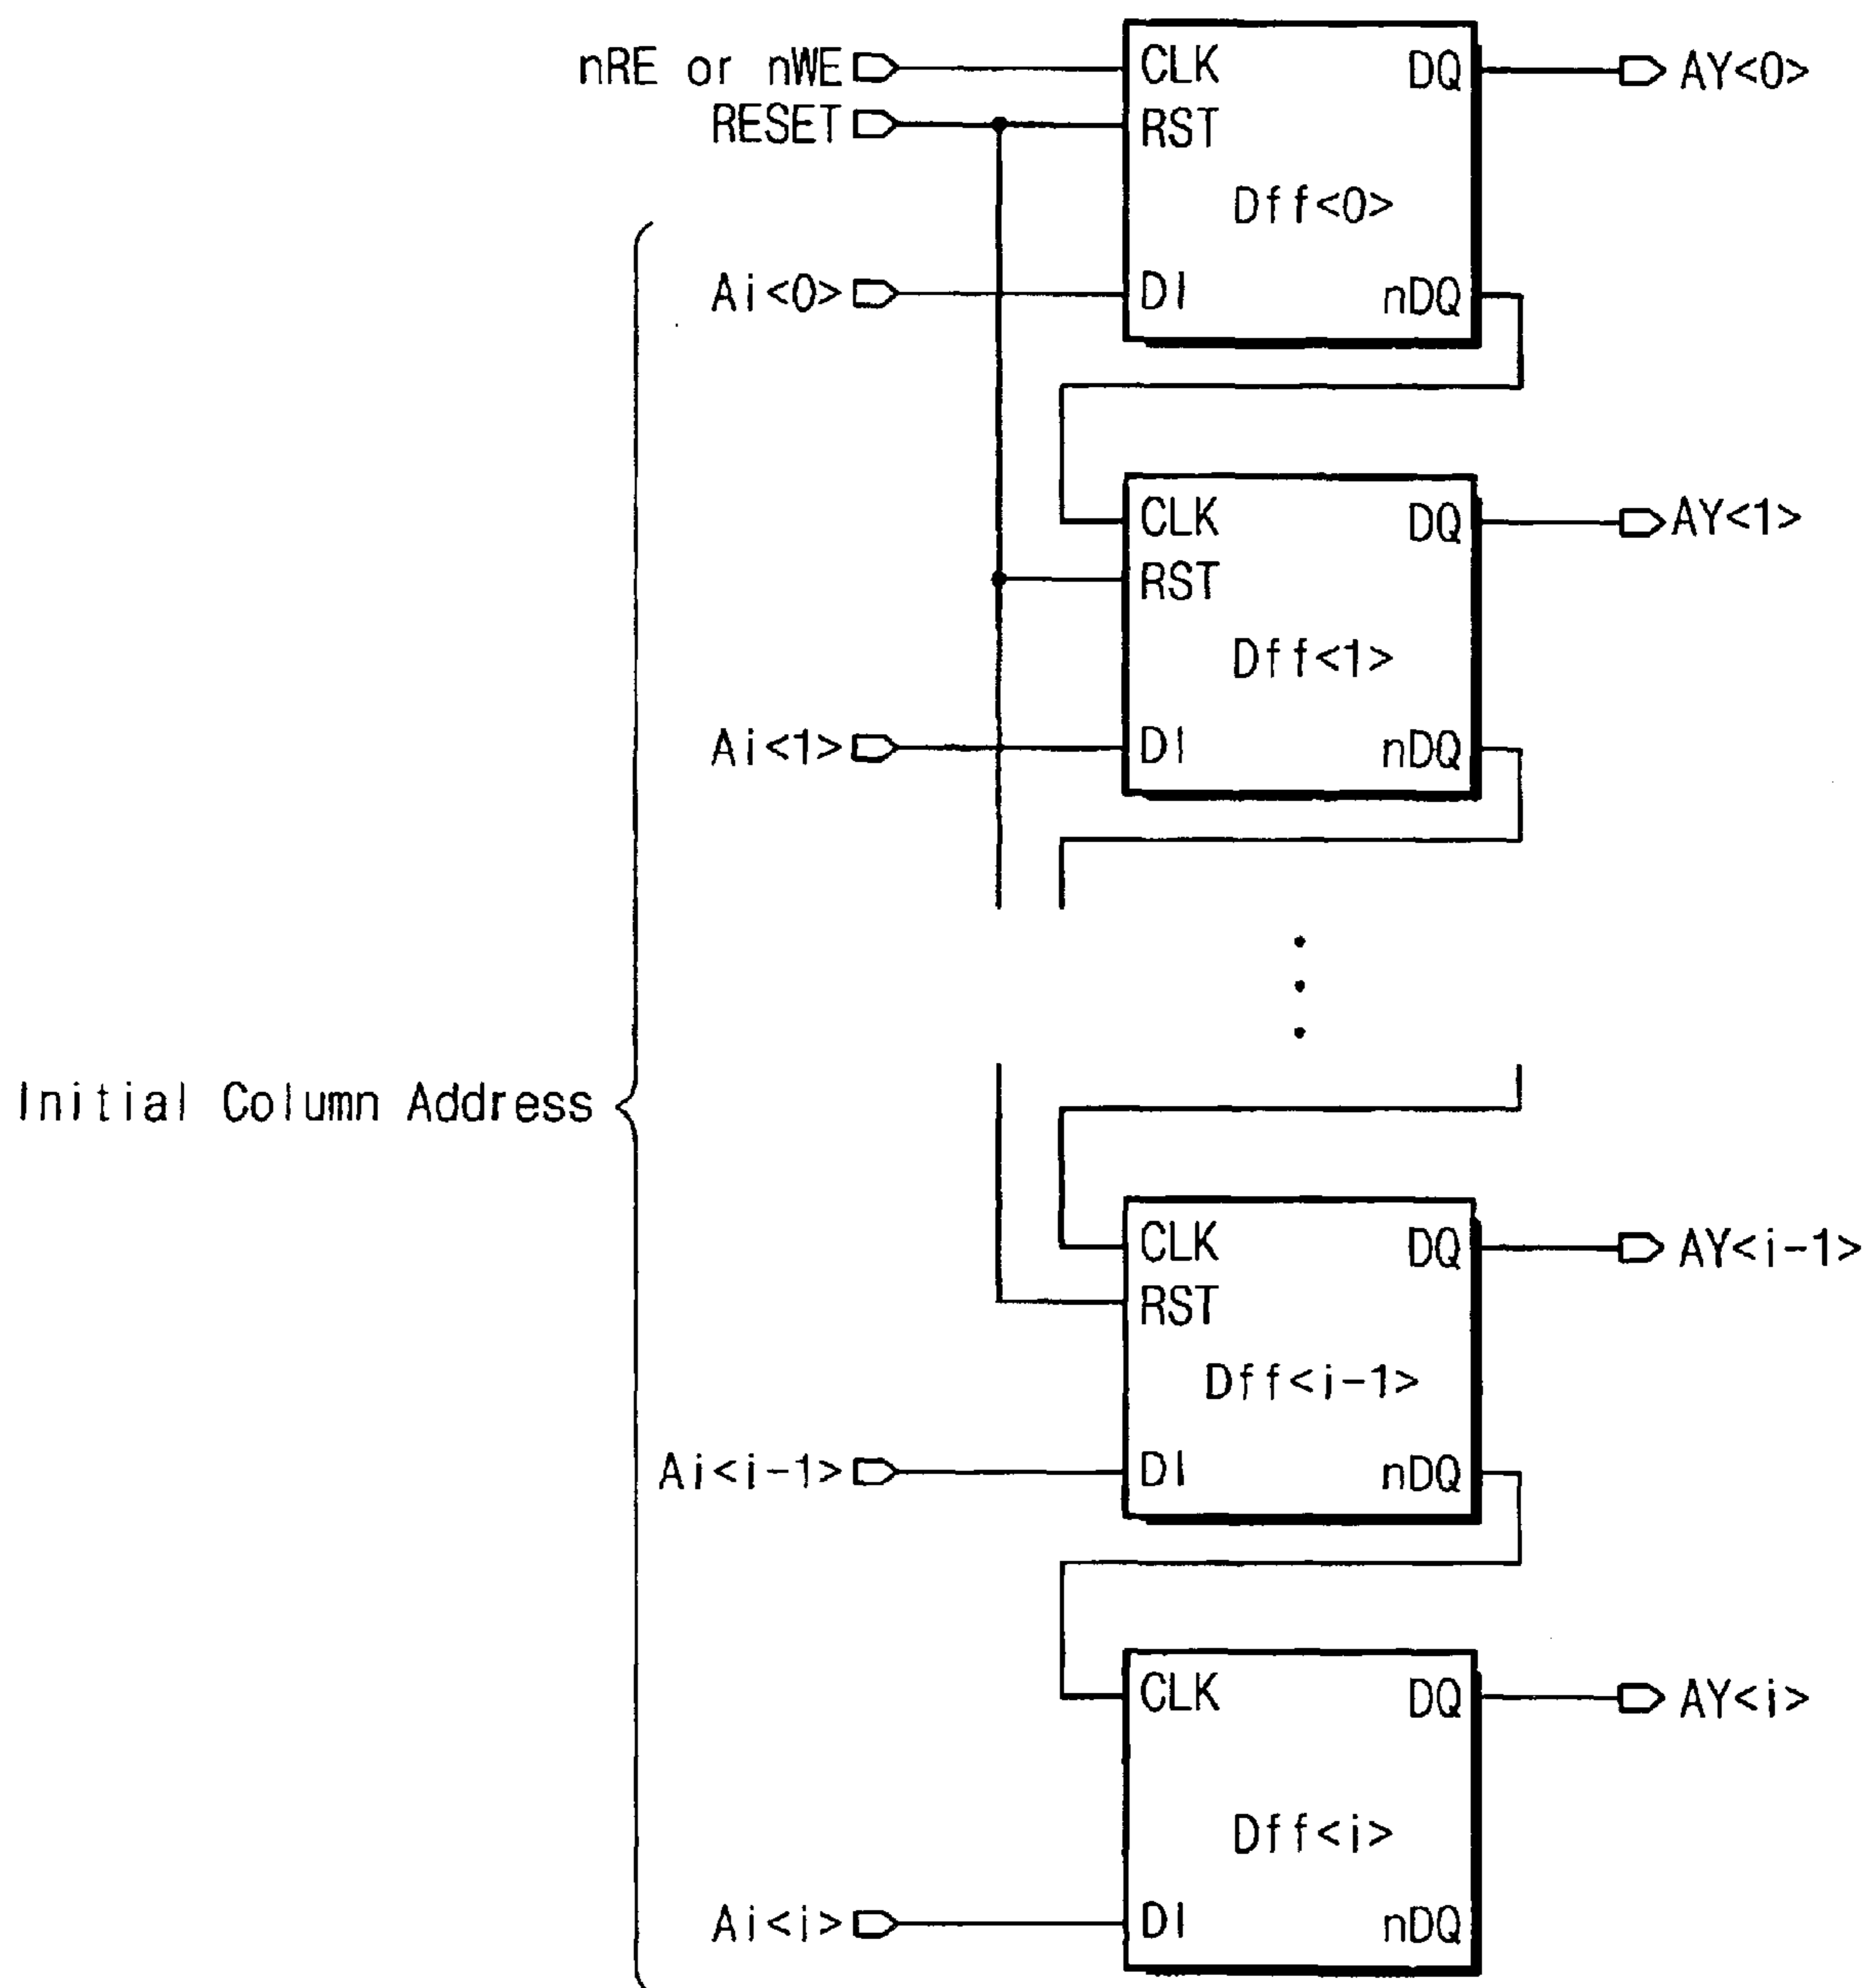 nRE or nWE
RESET
CLK
RST
DQ
AY<0>
Dff<0>
Ai<0>
DI
nDQ
CLK
RST
DQ
AY<1>
Dff<1>
Ai<1>
DI
nDQ
Initial Column Address
CLK
RST
DQ
AY<i-1>
Dff<i-1>
Ai<i-1>
DI
nDQ
CLK
DQ
AY<i>
Dff<i>
Ai<i>
DI
nDQ